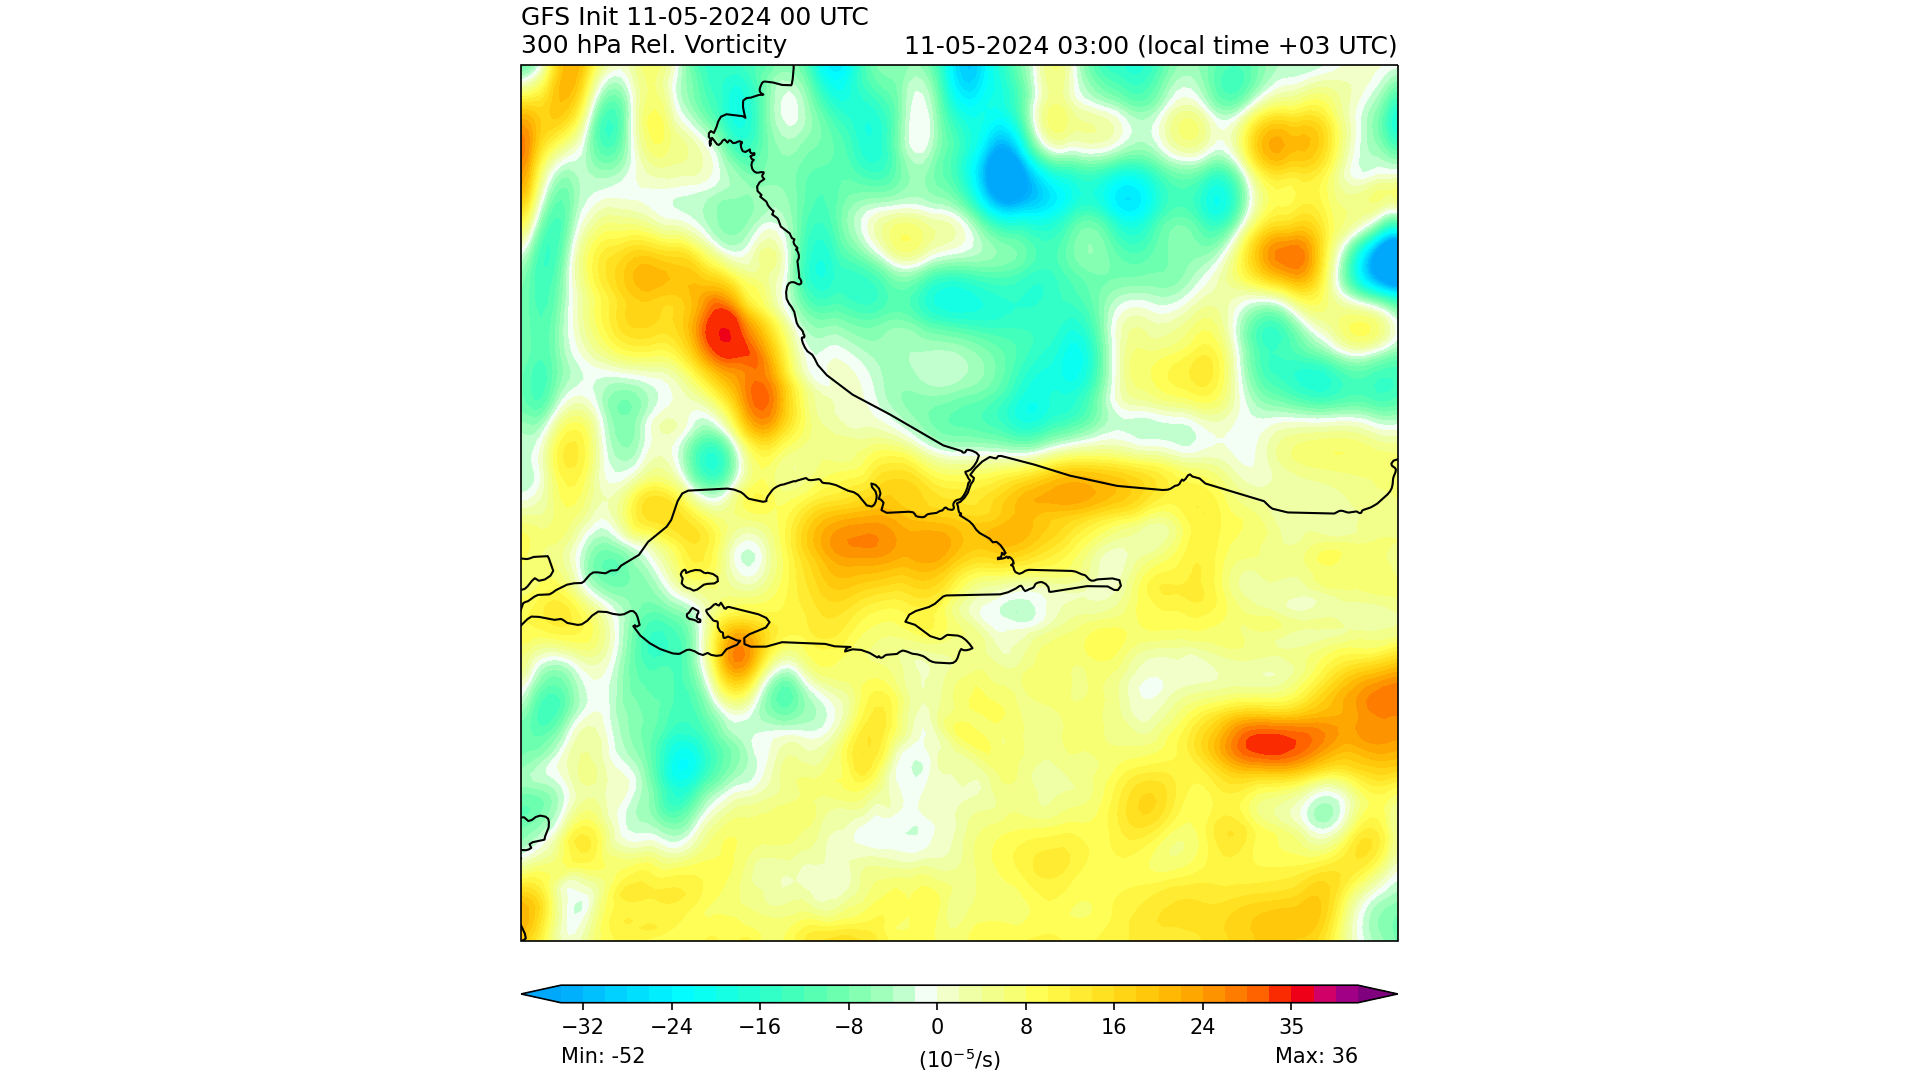 GFS Init 11-05-2024 00 UTC
300 hPa Rel. Vorticity
11-05-2024 03:00 (local time +03 UTC)
−32 −24 −16 −8 0 8 16 24 35
Min: -52 (10⁻⁵/s) Max: 36